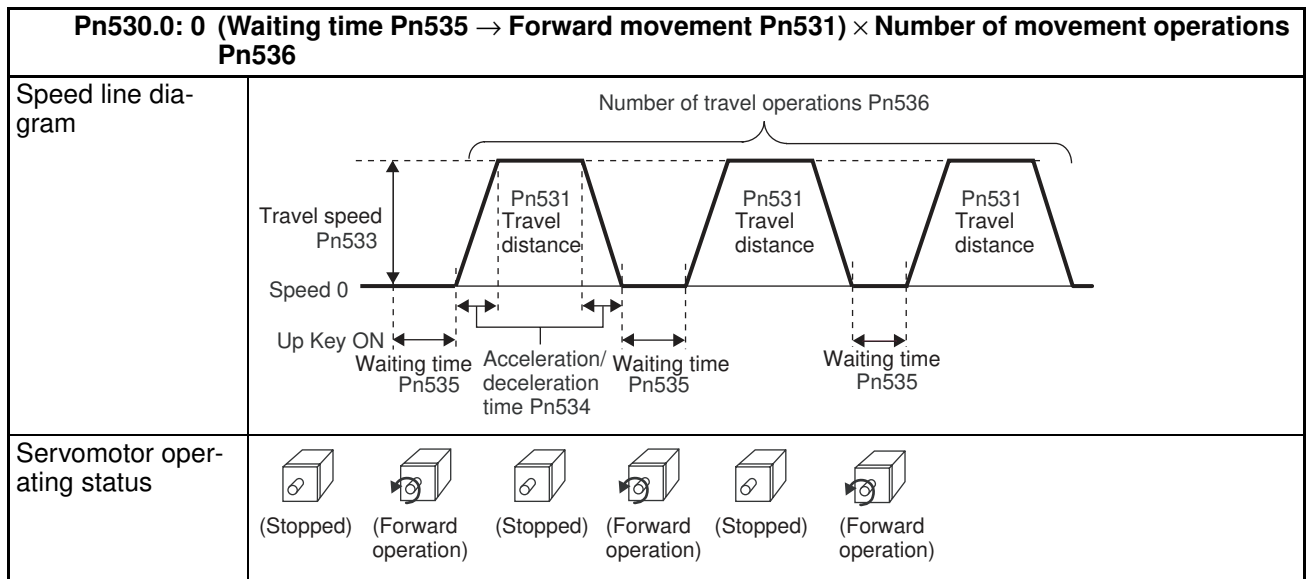 Pn530.0: 0 (Waiting time Pn535 → Forward movement Pn531) × Number of movement operations
Pn536
Speed line dia-
gram
Number of travel operations Pn536
Travel speed
Pn533
Pn531
Travel
distance
Pn531
Travel
distance
Pn531
Travel
distance
Speed 0
Up Key ON
Waiting time
Pn535
Acceleration/
deceleration
time Pn534
Waiting time
Pn535
Waiting time
Pn535
Servomotor oper-
ating status
(Stopped)
(Forward
operation)
(Stopped)
(Forward
operation)
(Stopped)
(Forward
operation)